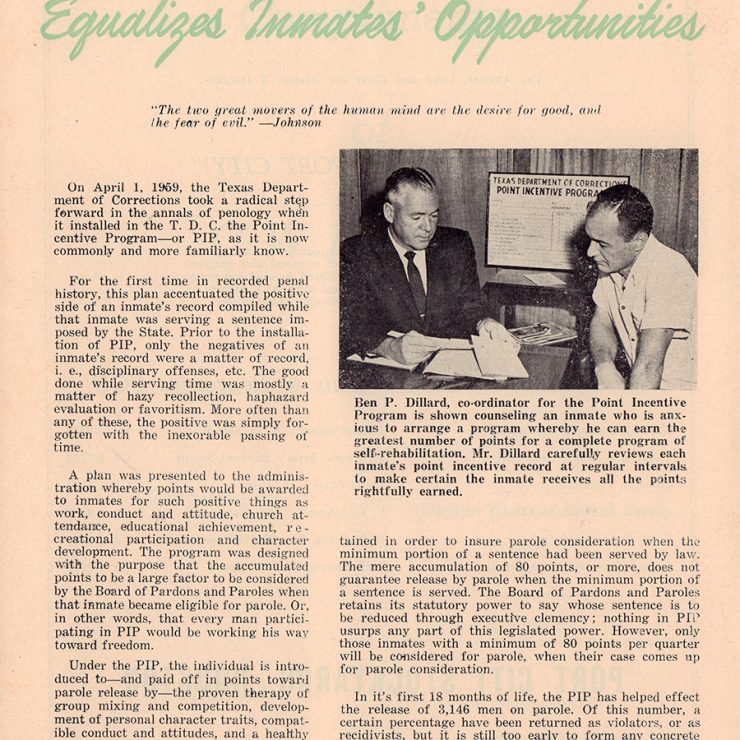 Equalizes Inmates' Opportunities
"The two great movers of the human mind are the desire for good, and
the fear of evil." —Johnson
On April 1, 1959, the Texas Depart-
ment of Corrections took a radical step
forward in the annals of penology when
it installed in the T. D. C. the Point In-
centive Program—or PIP, as it is now
commonly and more familiarly know.
For the first time in recorded penal
history, this plan accentuated the positive
side of an inmate's record compiled while
that inmate was serving a sentence im-
posed by the State. Prior to the installa-
tion of PIP, only the negatives of an
inmate's record were a matter of record,
i. e., disciplinary offenses, etc. The good
done while serving time was mostly a
matter of hazy recollection, haphazard
evaluation or favoritism. More often than
any of these, the positive was simply for-
gotten with the inexorable passing of
time.
A plan was presented to the adminis-
tration whereby points would be awarded
to inmates for such positive things as
work, conduct and attitude, church at-
tendance, educational achievement, re-
creational participation and character
development. The program was designed
with the purpose that the accumulated
points to be a large factor to be considered
by the Board of Pardons and Paroles when
that inmate became eligible for parole. Or,
in other words, that every man partici-
pating in PIP would be working his way
toward freedom.
Under the PIP, the individual is intro-
duced to—and paid off in points toward
parole release by—the proven therapy of
group mixing and competition, develop-
ment of personal character traits, compat-
ible conduct and attitudes, and a healthy
TEXAS DEPARTMENT OF CORRECTIONS
POINT INCENTIVE PROGRAM
Ben P. Dillard, co-ordinator for the Point Incentive
Program is shown counseling an inmate who is anx-
ious to arrange a program whereby he can earn the
greatest number of points for a complete program of
self-rehabilitation. Mr. Dillard carefully reviews each
inmate's point incentive record at regular intervals
to make certain the inmate receives all the points
rightfully earned.
tained in order to insure parole consideration when the
minimum portion of a sentence had been served by law.
The mere accumulation of 80 points, or more, does not
guarantee release by parole when the minimum portion of
a sentence is served. The Board of Pardons and Paroles
retains its statutory power to say whose sentence is to
be reduced through executive clemency; nothing in PIP
usurps any part of this legislated power. However, only
those inmates with a minimum of 80 points per quarter
will be considered for parole, when their case comes up
for parole consideration.
In it's first 18 months of life, the PIP has helped effect
the release of 3,146 men on parole. Of this number, a
certain percentage have been returned as violators, or as
recidivists, but it is still too early to form any concrete